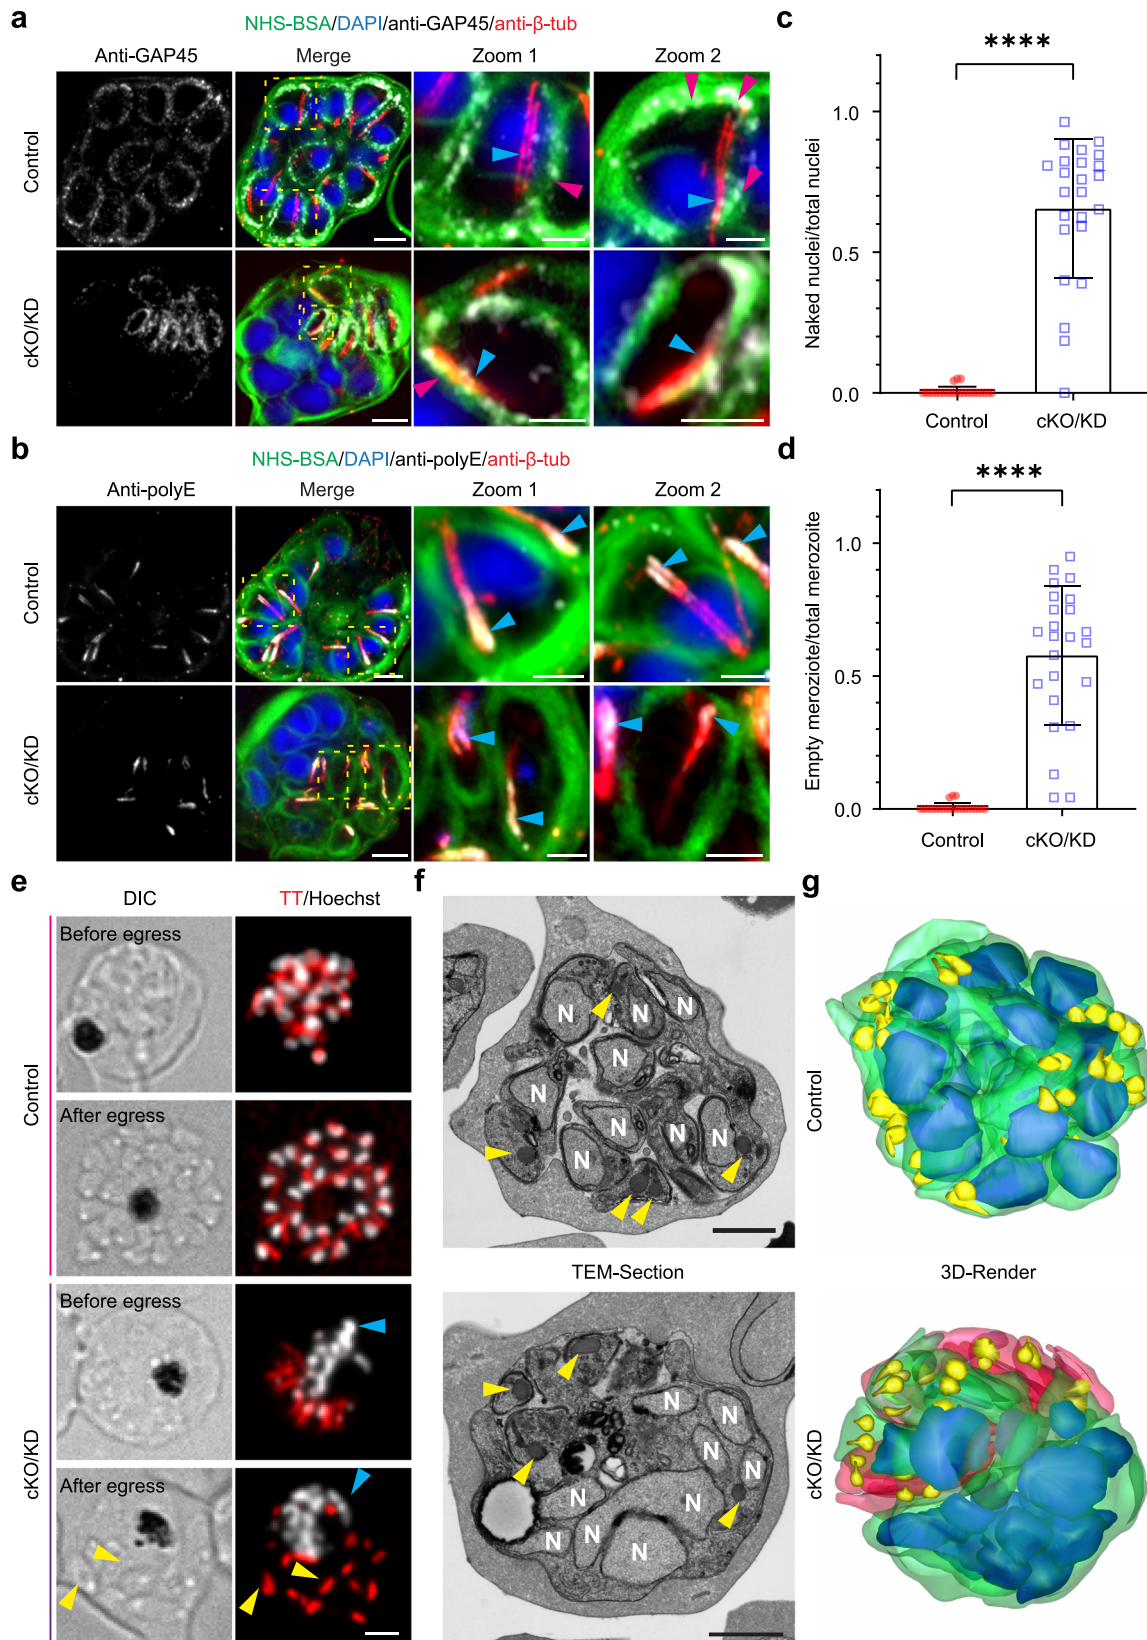 a
NHS-BSA/DAPI/anti-GAP45/anti-β-tub
Anti-GAP45 Merge Zoom 1 Zoom 2
Control
cKO/KD
b
NHS-BSA/DAPI/anti-polyE/anti-β-tub
Anti-polyE Merge Zoom 1 Zoom 2
Control
cKO/KD
c
****
Naked nuclei/total nuclei
1.0
0.5
0.0
Control cKO/KD
d
****
Empty meroziote/total merozoite
1.0
0.5
0.0
Control cKO/KD
e
DIC TT/Hoechst
Control
Before egress
After egress
cKO/KD
Before egress
After egress
f
N N N N N N N N N N
TEM-Section
N N N N N N N N
g
Control
3D-Render
cKO/KD